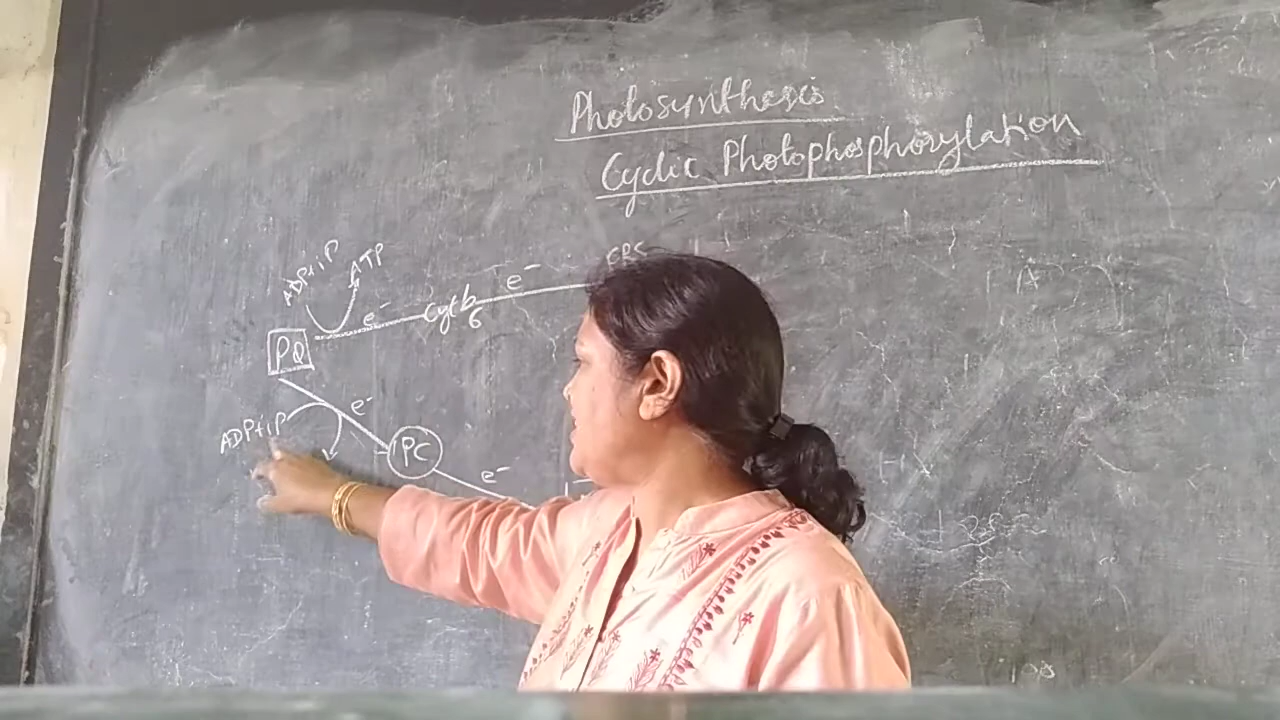 Photosynthesis
Cyclic Photophosphorylation
ADP+iP
ATP
e-
Cyt b6
e-
PQ
ADP+iP
e-
PC
e-